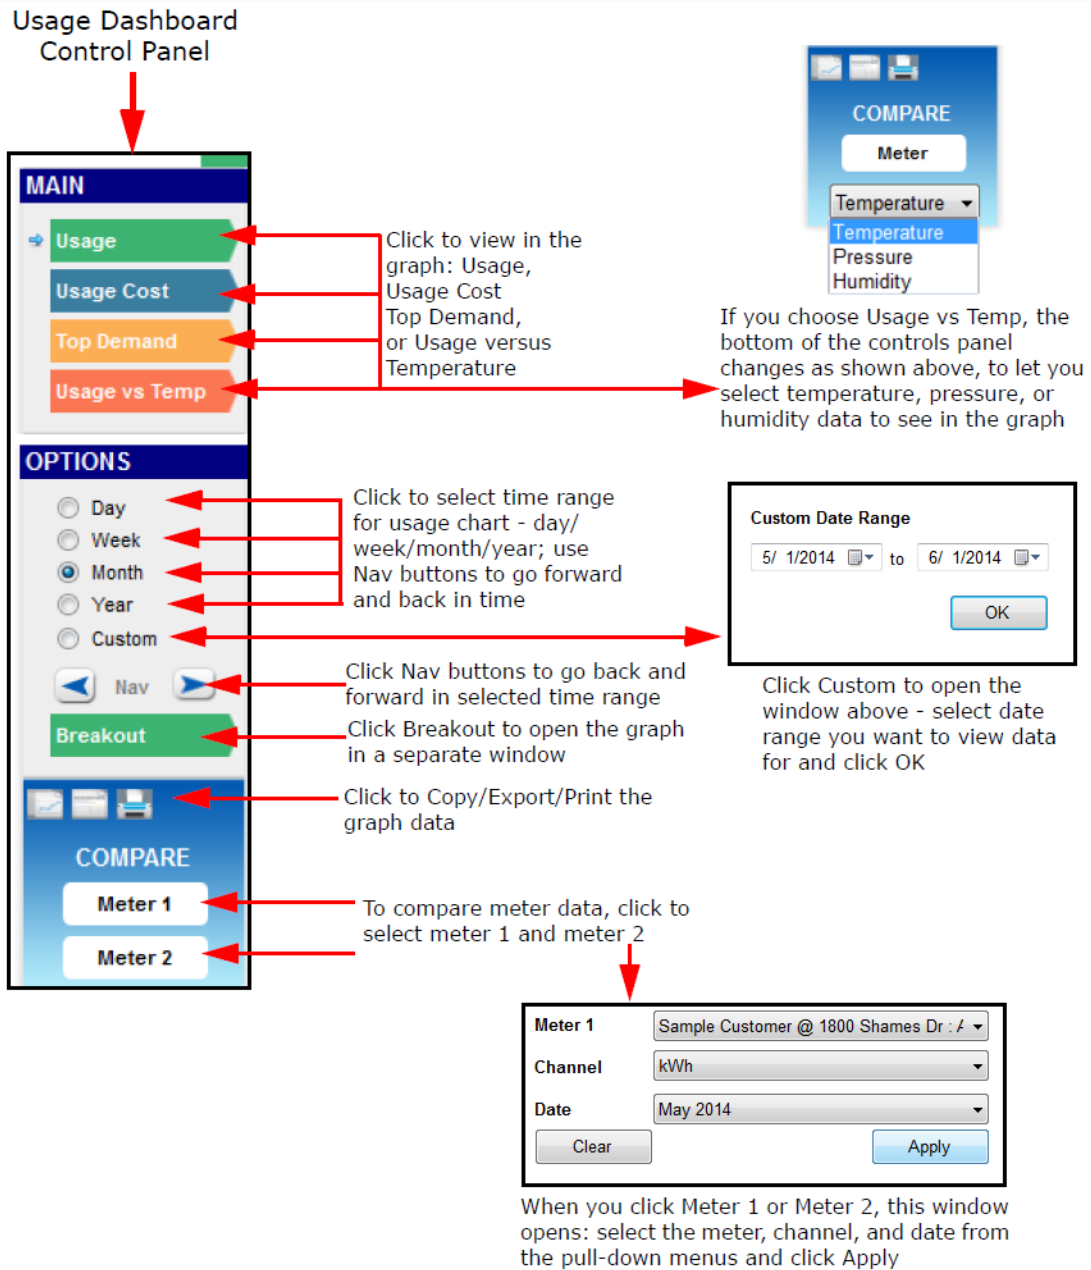 Usage Dashboard
Control Panel
MAIN
Usage
Usage Cost
Top Demand
Usage vs Temp
Click to view in the
graph: Usage,
Usage Cost
Top Demand,
or Usage versus
Temperature
COMPARE
Meter
Temperature
Temperature
Pressure
Humidity
If you choose Usage vs Temp, the
bottom of the controls panel
changes as shown above, to let you
select temperature, pressure, or
humidity data to see in the graph
OPTIONS
Day
Week
Month
Year
Custom
Nav
Breakout
Click to select time range
for usage chart - day/
week/month/year; use
Nav buttons to go forward
and back in time
Custom Date Range
5/ 1/2014 to 6/ 1/2014
OK
Click Custom to open the
window above - select date
range you want to view data
for and click OK
Click Nav buttons to go back and
forward in selected time range
Click Breakout to open the graph
in a separate window
Click to Copy/Export/Print the
graph data
COMPARE
Meter 1
Meter 2
To compare meter data, click to
select meter 1 and meter 2
Meter 1 Sample Customer @ 1800 Shames Dr :
Channel kWh
Date May 2014
Clear Apply
When you click Meter 1 or Meter 2, this window
opens: select the meter, channel, and date from
the pull-down menus and click Apply